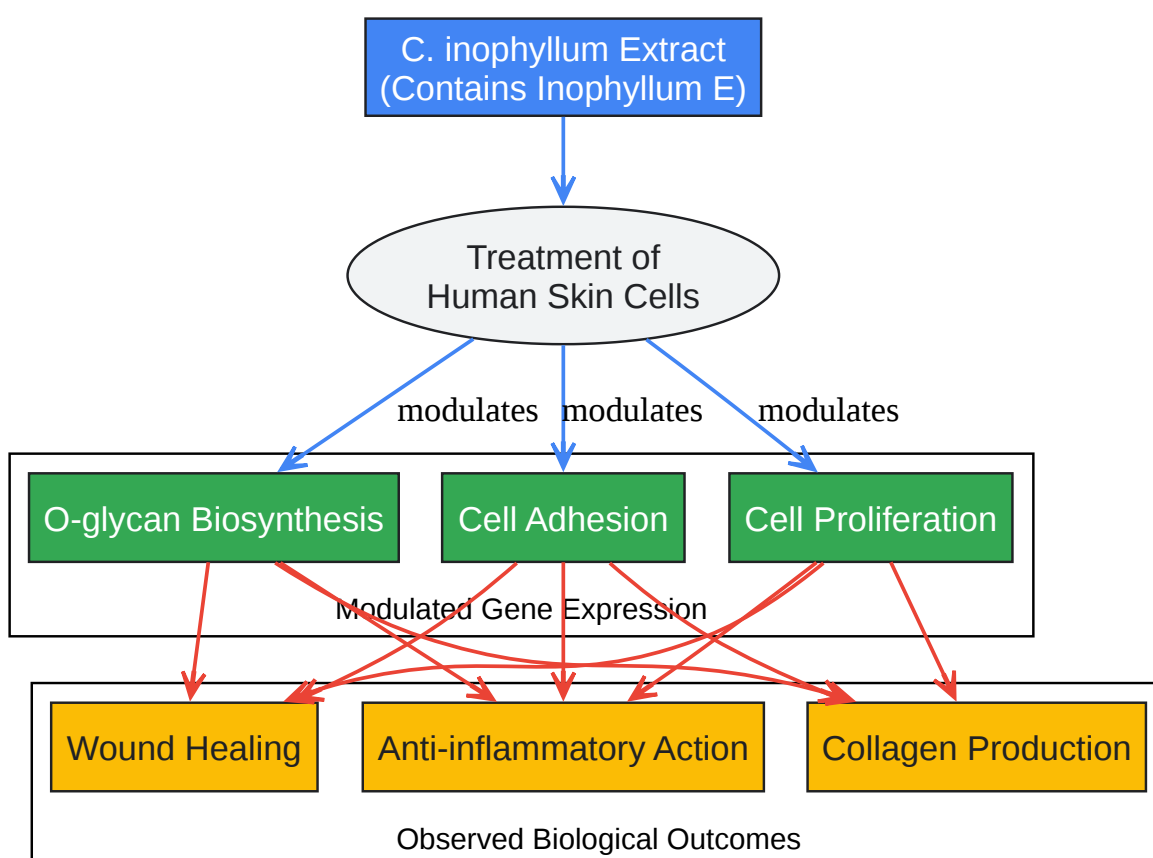 C. inophyllum Extract
(Contains Inophyllum E)
Treatment of
Human Skin Cells
modulates modulates modulates
O-glycan Biosynthesis Cell Adhesion Cell Proliferation
Modulated Gene Expression
Wound Healing Anti-inflammatory Action Collagen Production
Observed Biological Outcomes